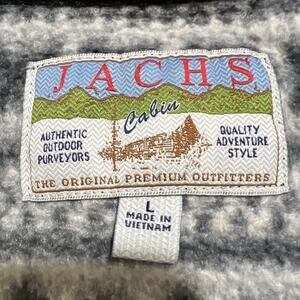 JACHS
Cabin
AUTHENTIC
OUTDOOR
PURVEYORS
QUALITY
ADVENTURE
STYLE
THE ORIGINAL PREMIUM OUTFITTERS
L
MADE IN
VIETNAM